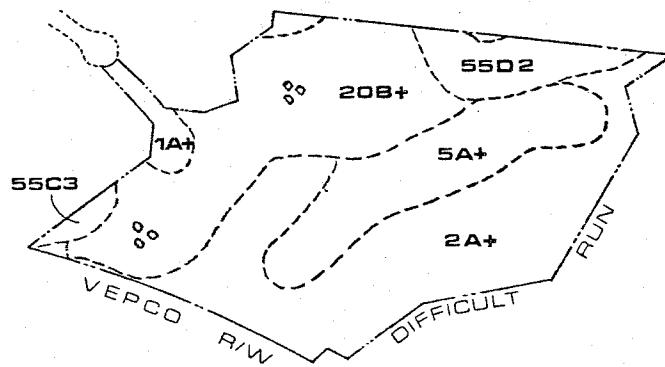 55D2
20B+
1A+
5A+
55C3
2A+
VEPCO R/W
DIFFICULT RUN